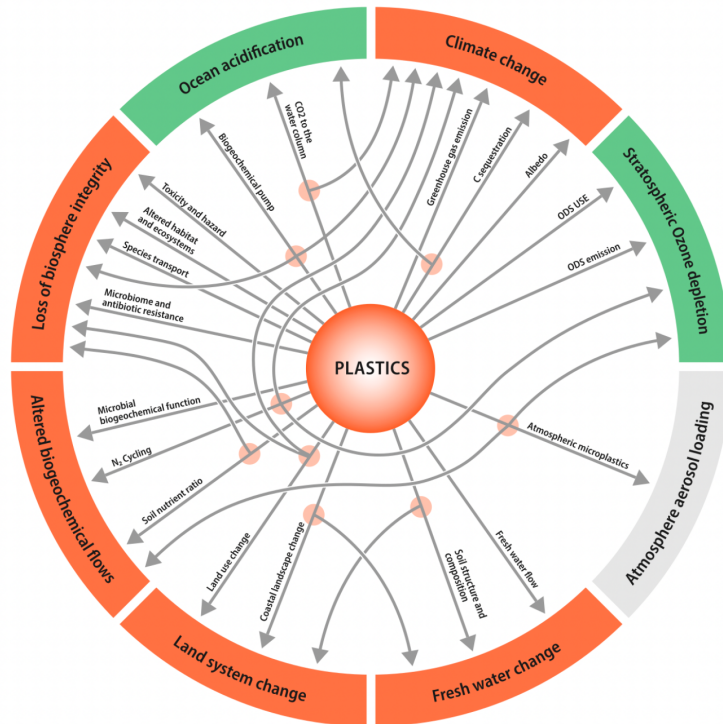 Ocean acidification
Climate change
Stratospheric Ozone depletion
Atmosphere aerosol loading
Fresh water change
Land system change
Altered biogeochemical flows
Loss of biosphere integrity
CO2 to the
water column
Biogeochemical pump
Greenhouse gas emission
C sequestration
Albedo
ODS USE
ODS emission
Toxicity and hazard
Altered habitat
and ecosystems
Species transport
Microbiome and
antibiotic resistance
PLASTICS
Microbial
biogeochemical function
N₂ Cycling
Soil nutrient ratio
Land use change
Coastal landscape change
Soil structure and
composition
Fresh water flow
Atmospheric microplastics